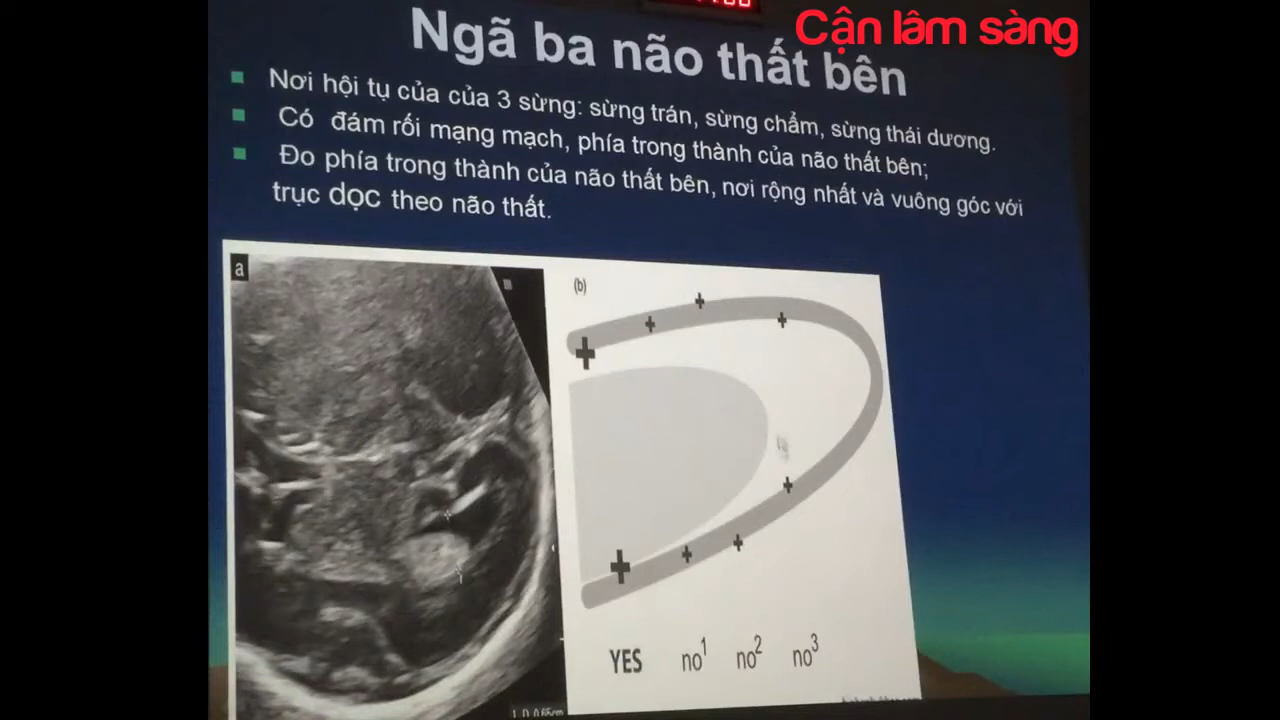 Cận lâm sàng
Ngã ba não thất bên
Nơi hội tụ của của 3 sừng: sừng trán, sừng chẩm, sừng thái dương.
Có đám rối mạng mạch, phía trong thành của não thất bên;
Đo phía trong thành của não thất bên, nơi rộng nhất và vuông góc với
trục dọc theo não thất.
a
(b)
YES no1 no2 no3
1 D 0.65cm